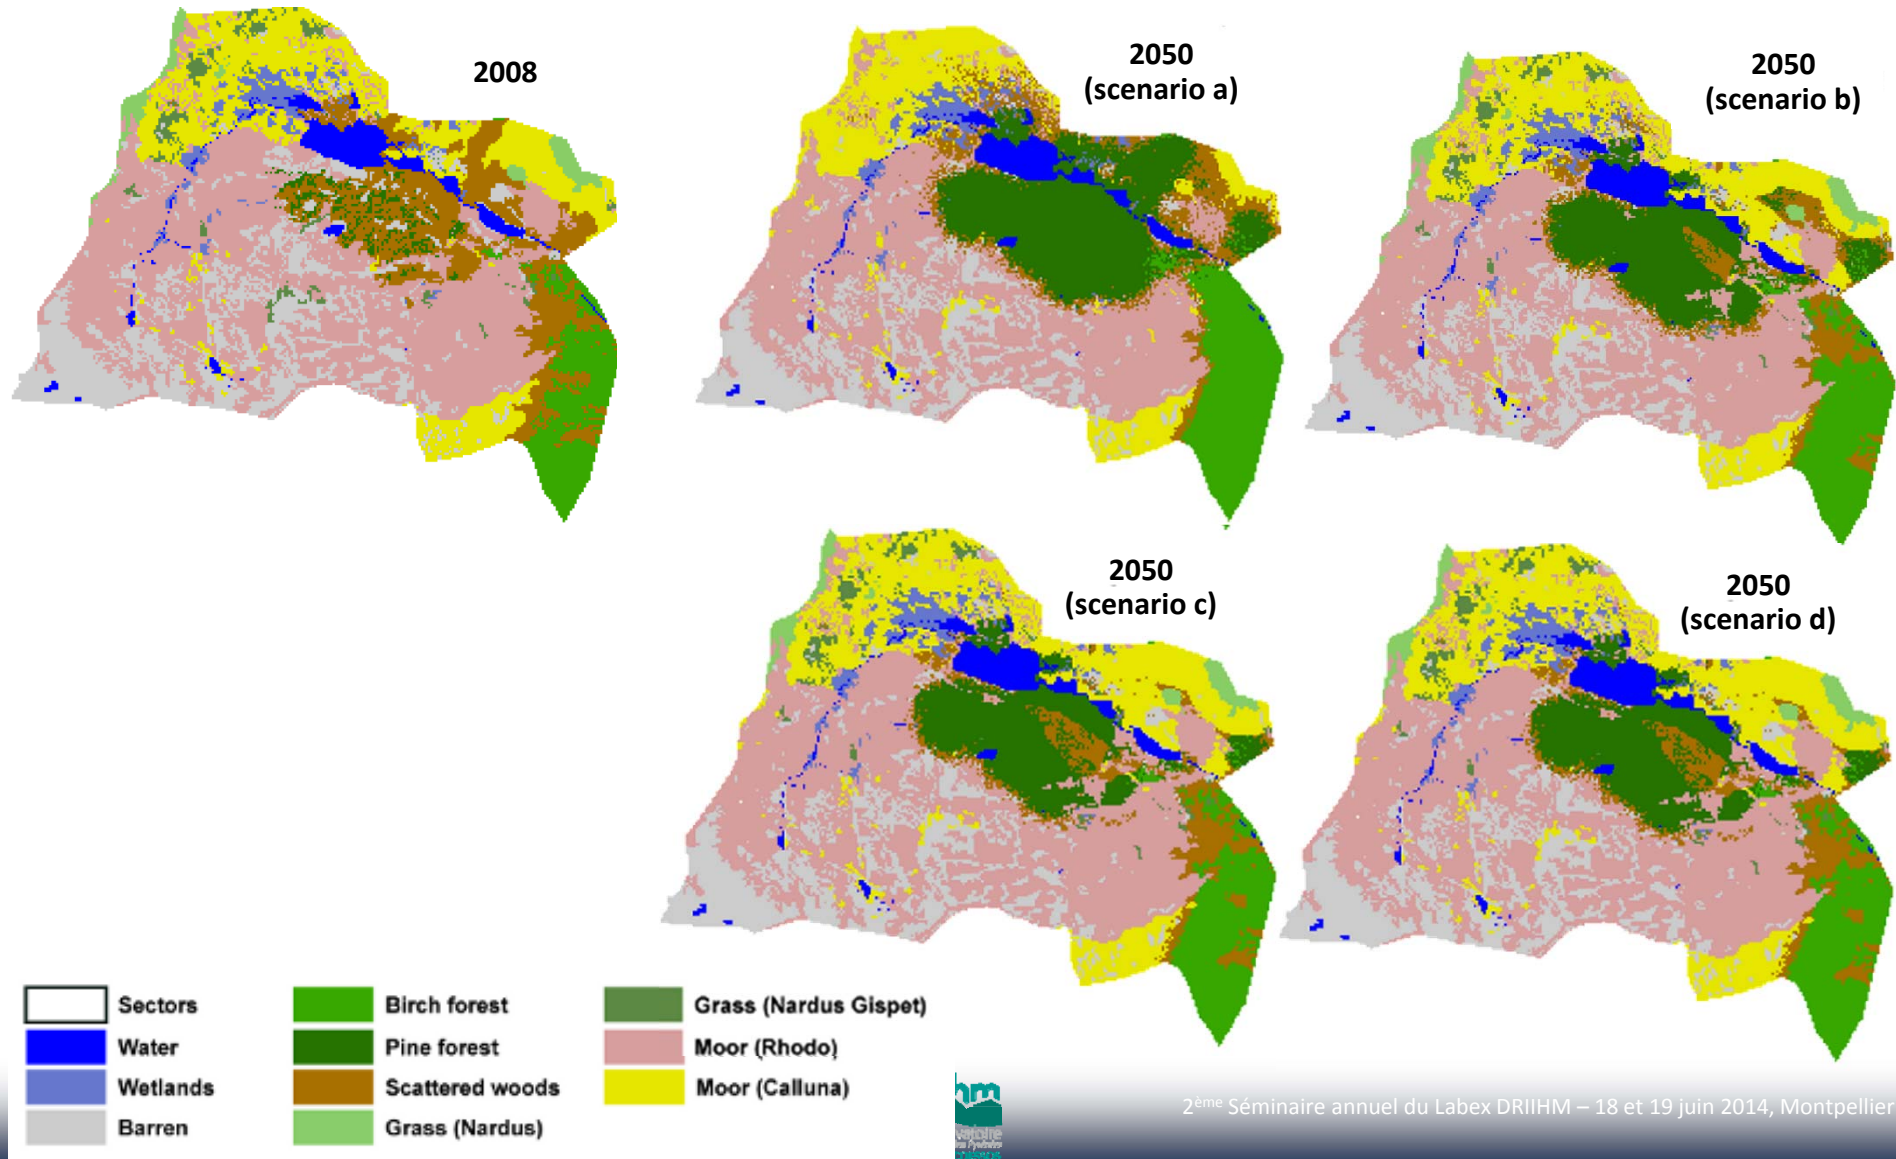 2008
2050
(scenario a)
2050
(scenario b)
2050
(scenario c)
2050
(scenario d)
Sectors
Water
Wetlands
Barren
Birch forest
Pine forest
Scattered woods
Grass (Nardus)
Grass (Nardus Gispet)
Moor (Rhodo)
Moor (Calluna)
hm
2ème Séminaire annuel du Labex DRIIHM – 18 et 19 juin 2014, Montpellier